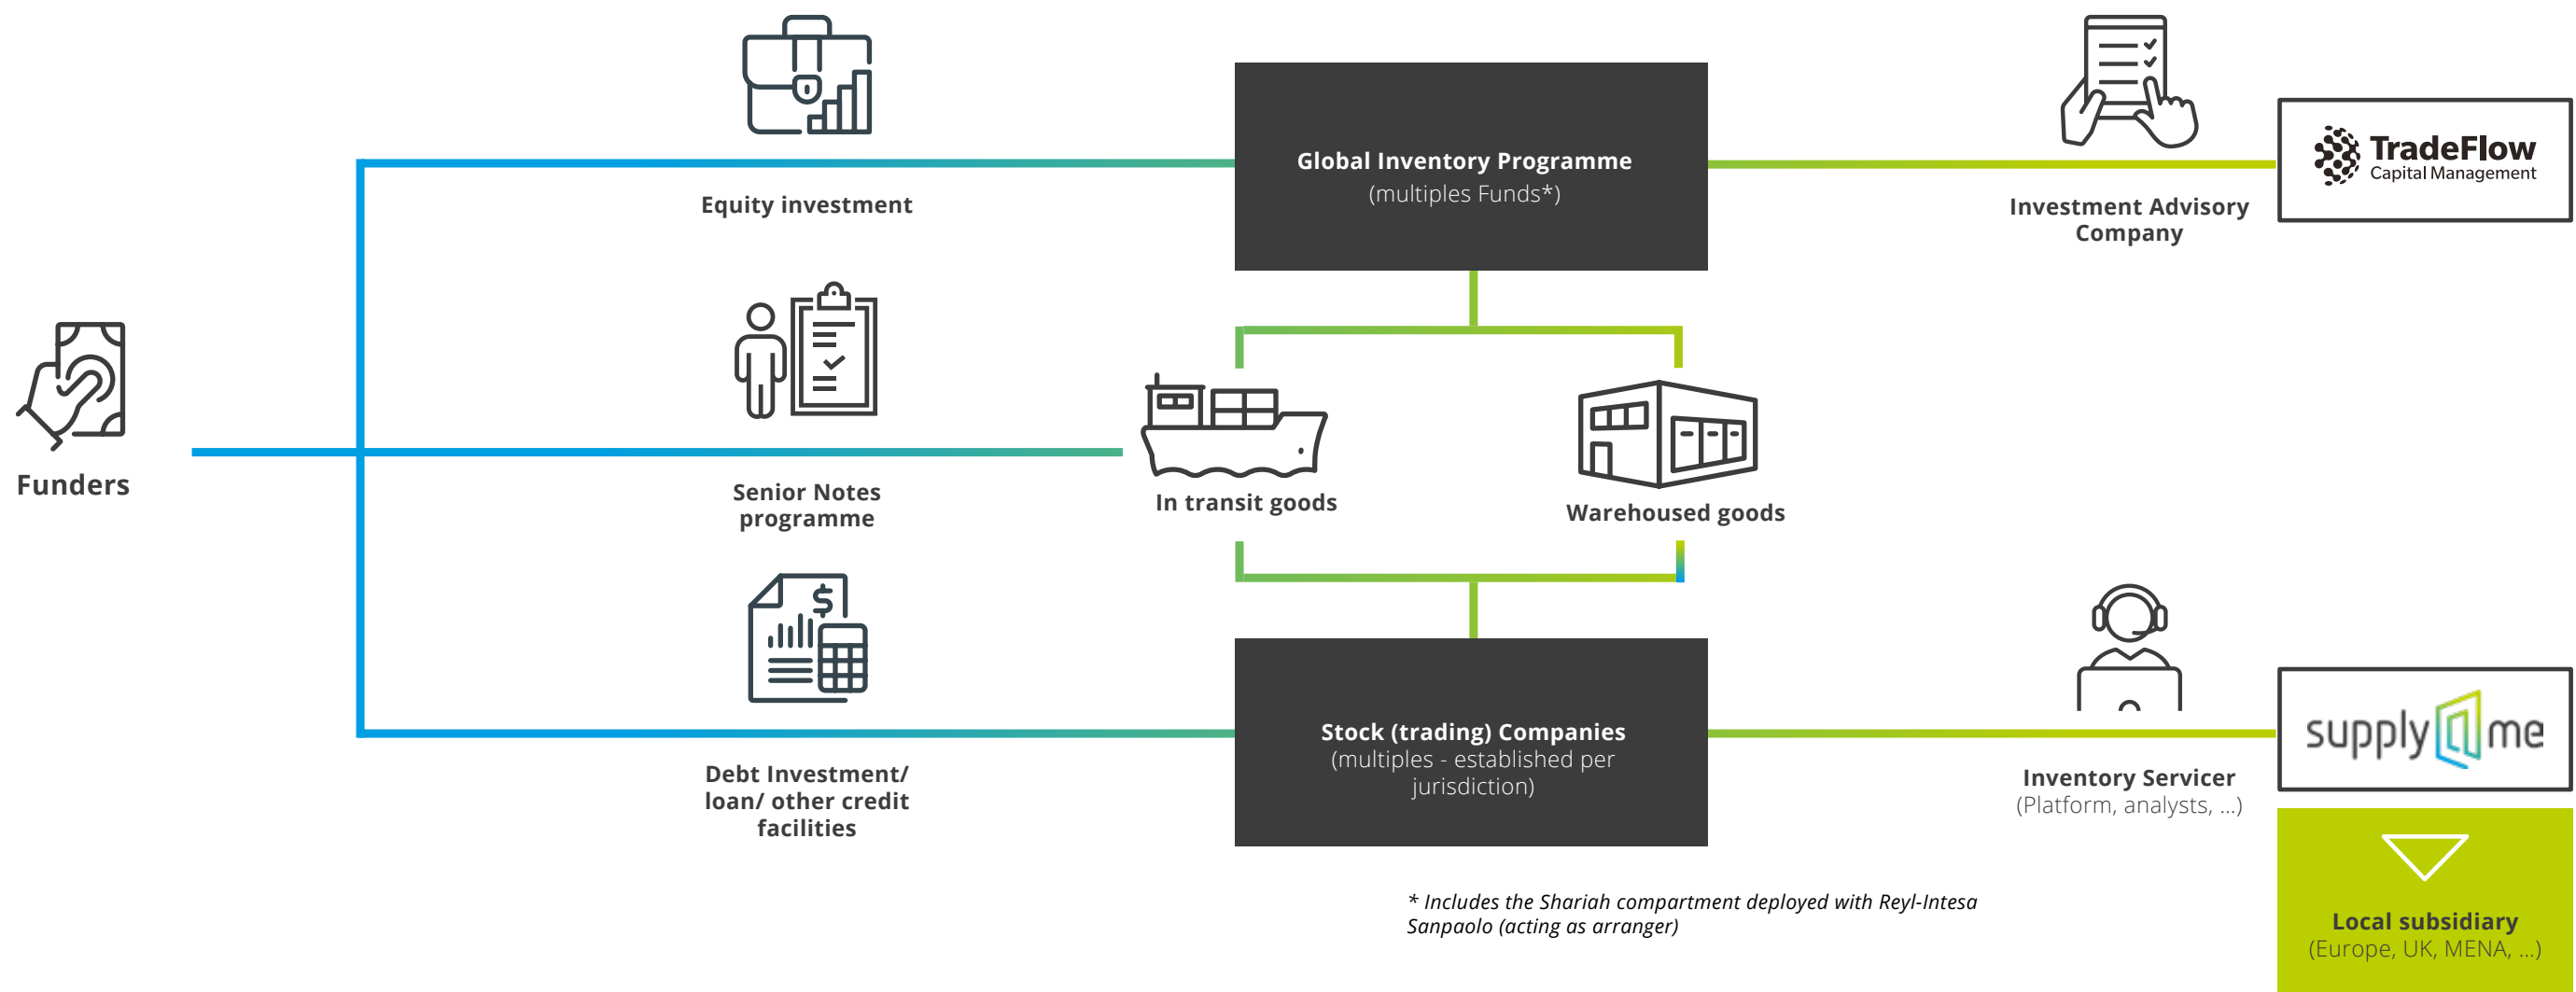 Global Inventory Programme
(multiples Funds*)
TradeFlow
Capital Management
Equity investment
Investment Advisory
Company
Funders
Senior Notes
programme
In transit goods
Warehoused goods
Stock (trading) Companies
(multiples - established per
jurisdiction)
supply me
Debt Investment/
loan/ other credit
facilities
$
Inventory Servicer
(Platform, analysts, ...)
* Includes the Shariah compartment deployed with Reyl-Intesa
Sanpaolo (acting as arranger)
Local subsidiary
(Europe, UK, MENA, ...)